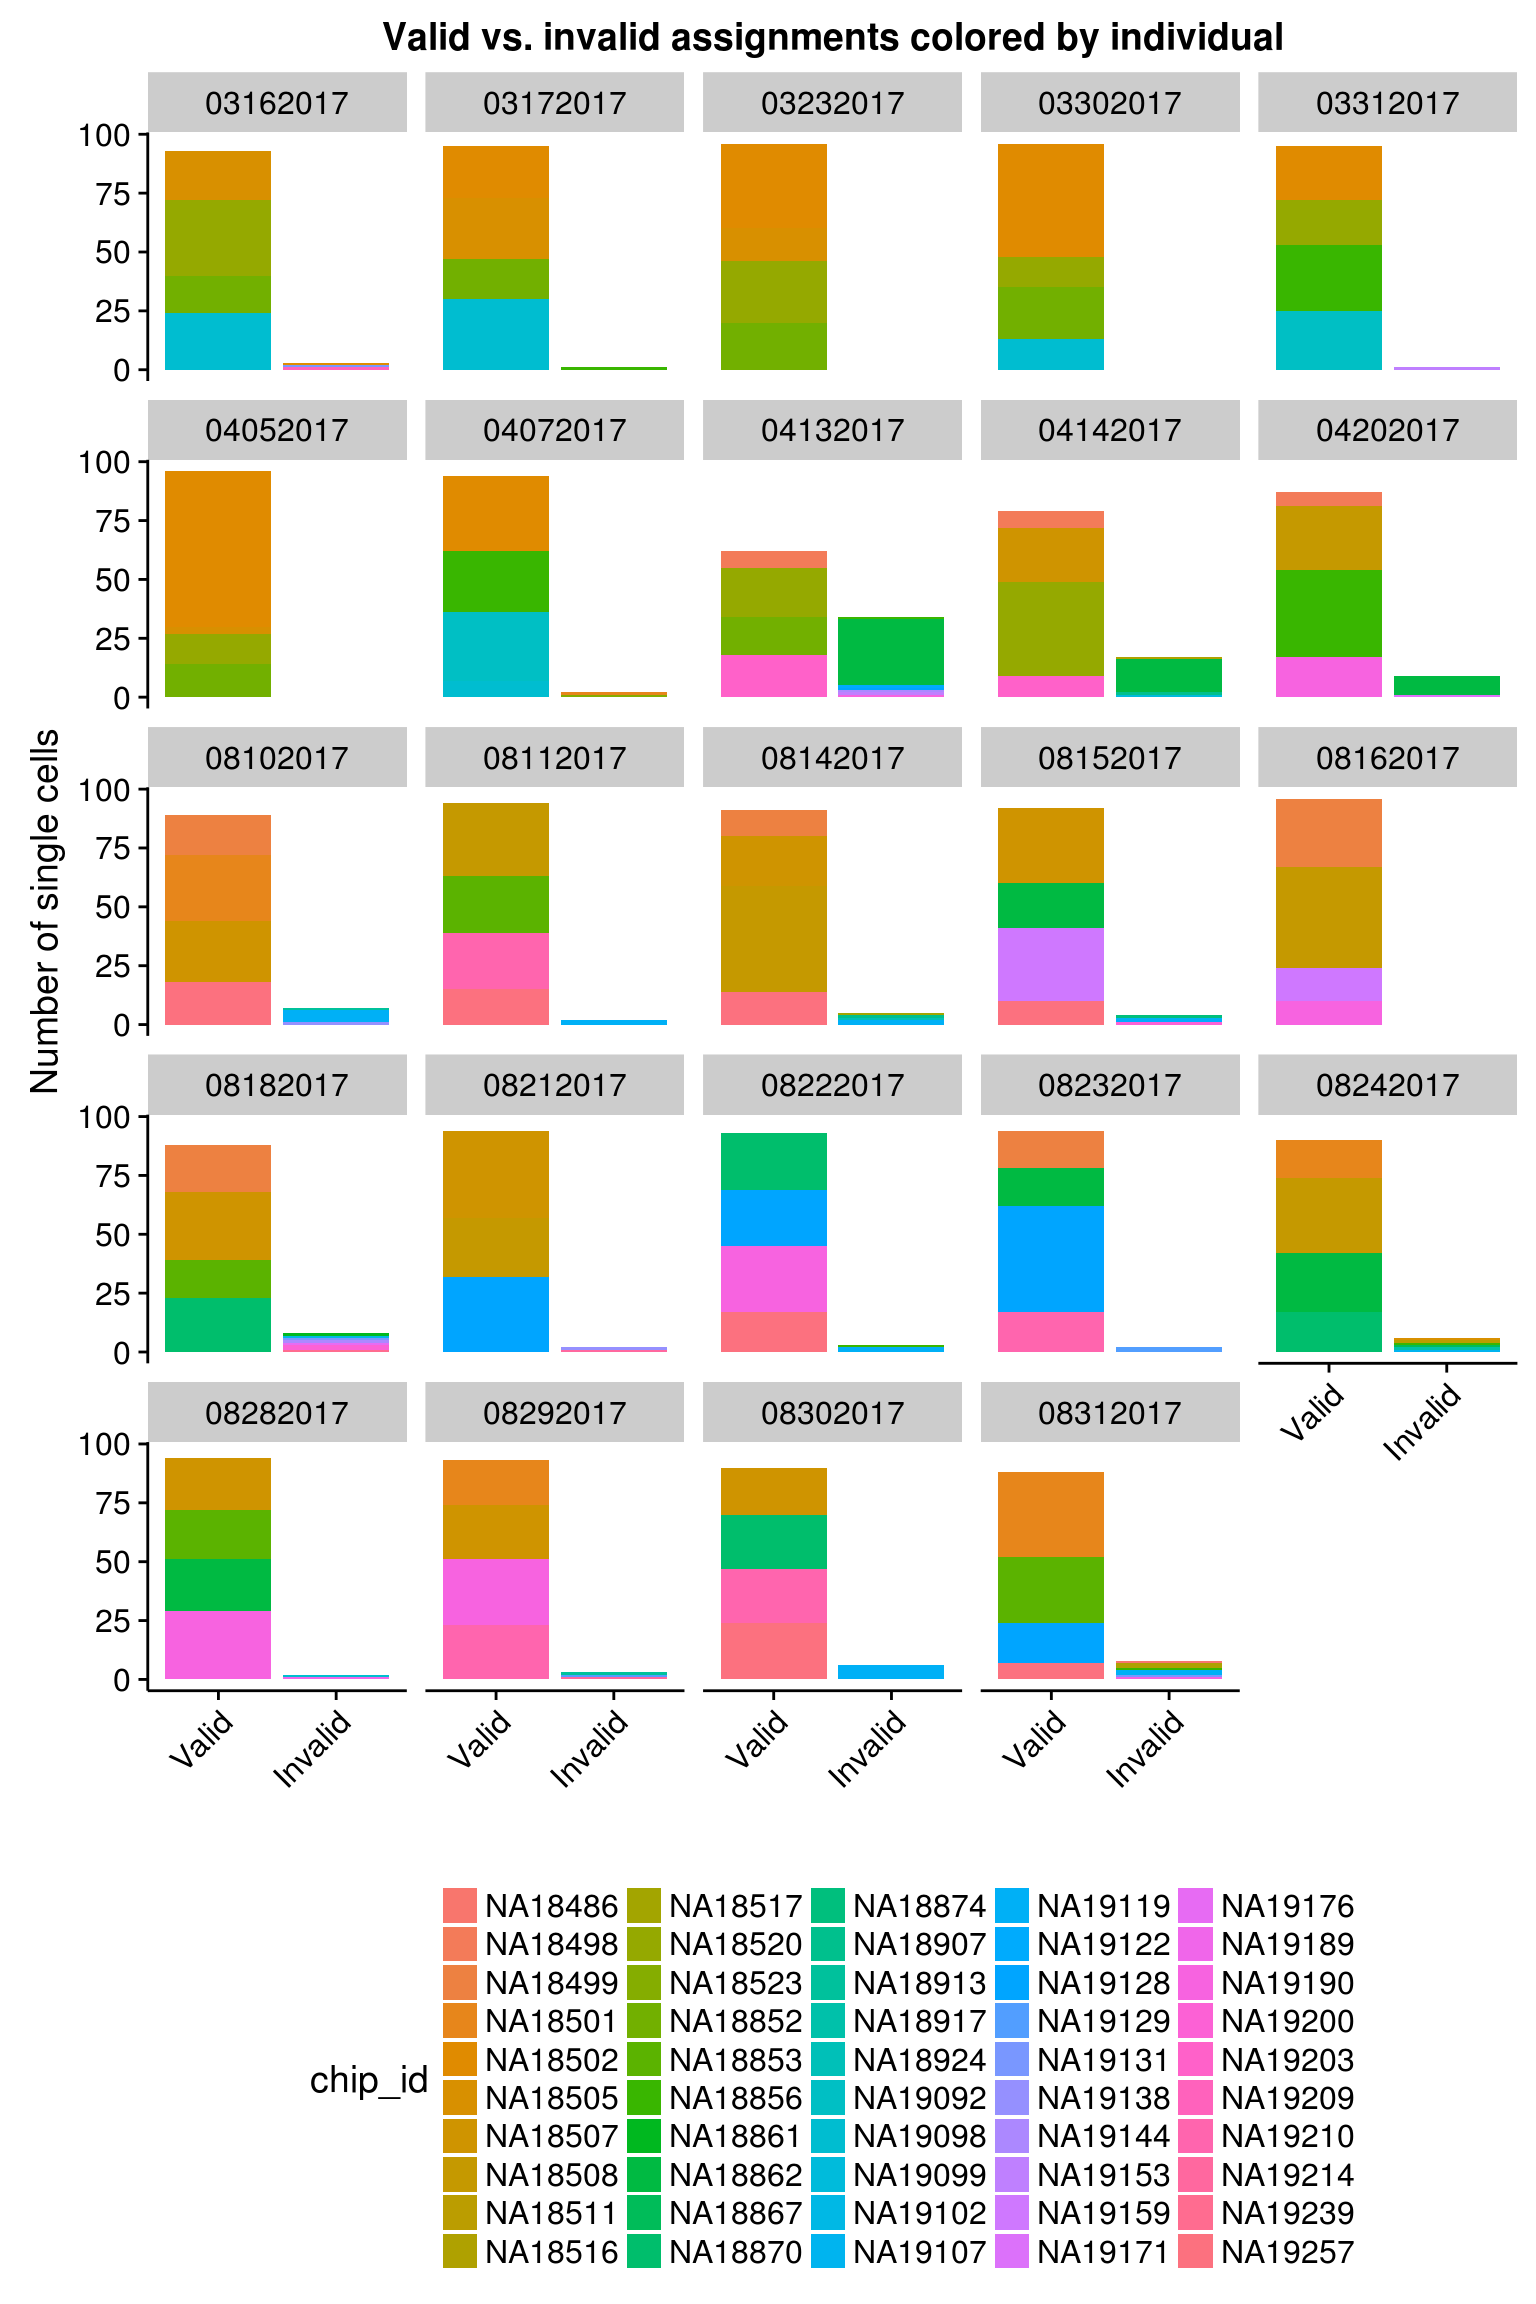 Valid vs. invalid assignments colored by individual
03162017 03172017 03232017 03302017 03312017
100
75
50
25
0
04052017 04072017 04132017 04142017 04202017
100
75
50
25
0
Number of single cells
08102017 08112017 08142017 08152017 08162017
100
75
50
25
0
08182017 08212017 08222017 08232017 08242017
100
75
50
25
0
Valid Invalid
08282017 08292017 08302017 08312017
100
75
50
25
0
Valid Invalid Valid Invalid Valid Invalid Valid Invalid
chip_id
NA18486 NA18517 NA18874 NA19119 NA19176
NA18498 NA18520 NA18907 NA19122 NA19189
NA18499 NA18523 NA18913 NA19128 NA19190
NA18501 NA18852 NA18917 NA19129 NA19200
NA18502 NA18853 NA18924 NA19131 NA19203
NA18505 NA18856 NA19092 NA19138 NA19209
NA18507 NA18861 NA19098 NA19144 NA19210
NA18508 NA18862 NA19099 NA19153 NA19214
NA18511 NA18867 NA19102 NA19159 NA19239
NA18516 NA18870 NA19107 NA19171 NA19257